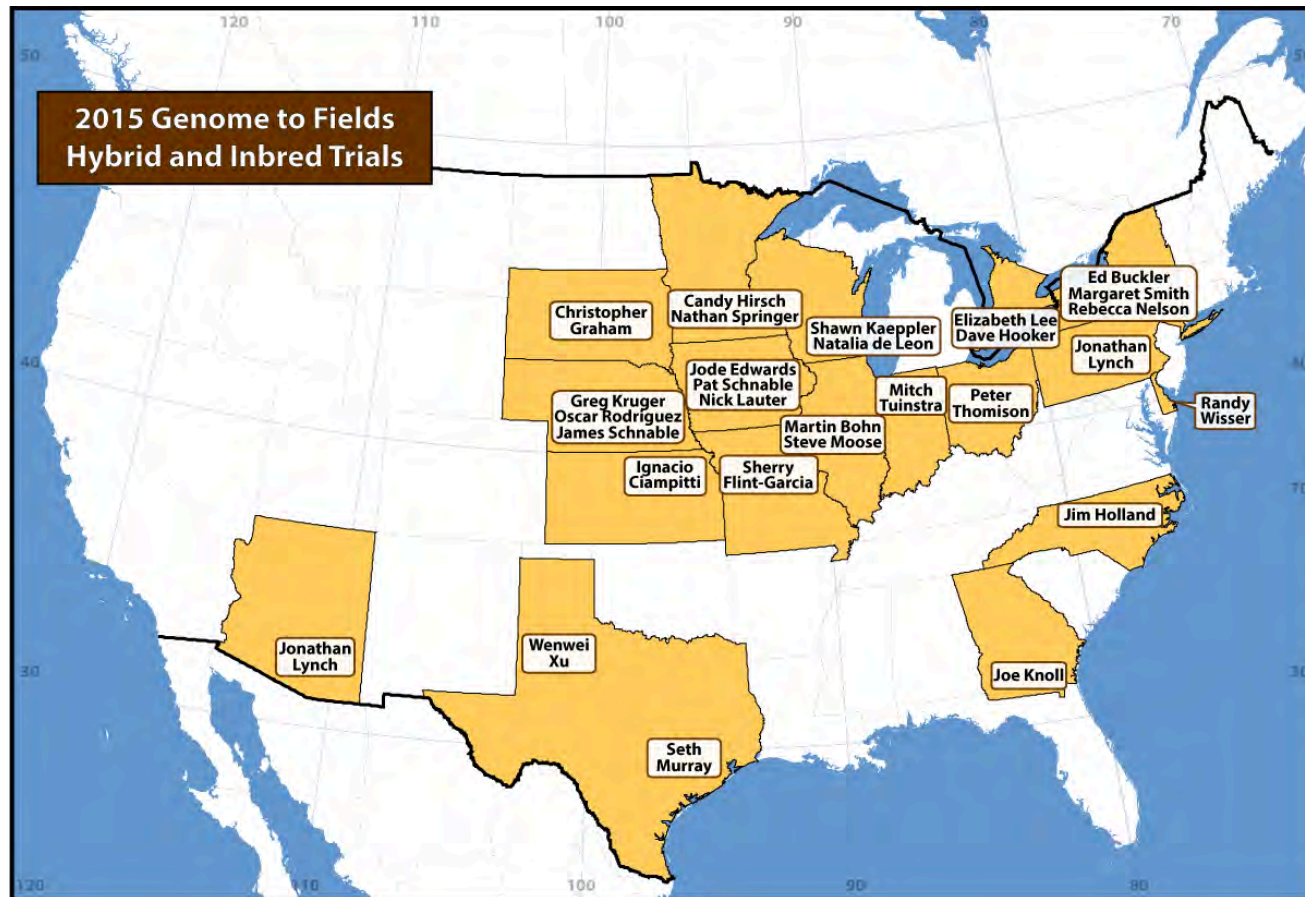 120
110
100
90
80
70
50
50
2015 Genome to Fields
Hybrid and Inbred Trials
Christopher
Graham
Candy Hirsch
Nathan Springer
Shawn Kaeppler
Natalia de Leon
Elizabeth Lee
Dave Hooker
Ed Buckler
Margaret Smith
Rebecca Nelson
Jonathan
Lynch
40
Jode Edwards
Pat Schnable
Nick Lauter
Greg Kruger
Oscar Rodriguez
James Schnable
Mitch
Tuinstra
Peter
Thomison
Randy
Wisser
Martin Bohn
Steve Moose
Ignacio
Ciampitti
Sherry
Flint-Garcia
Jim Holland
Jonathan
Lynch
Wenwei
Xu
Joe Knoll
30
Seth
Murray
120
110
100
90
80